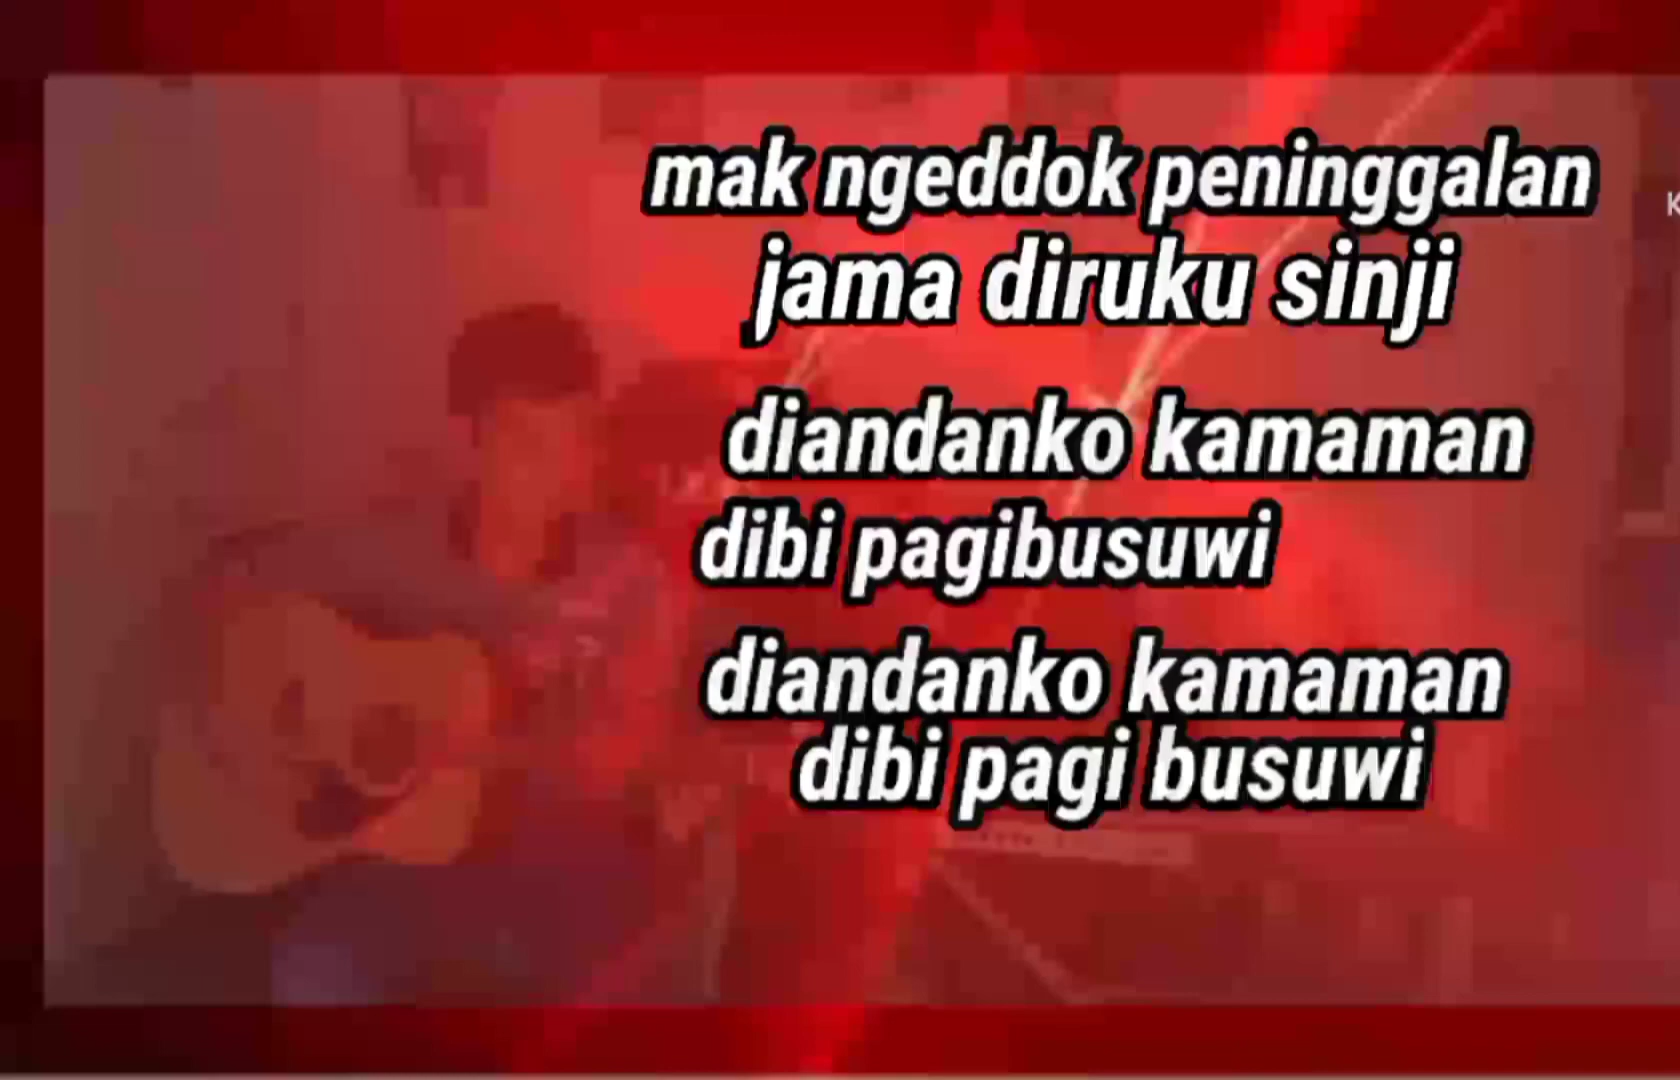 mak ngeddok peninggalan
jama diruku sinji
diandanko kamaman
dibi pagibusuwi
diandanko kamaman
dibi pagi busuwi